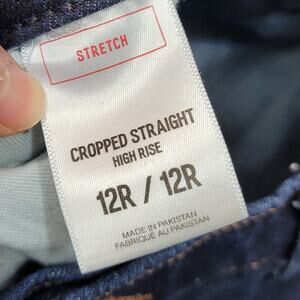 STRETCH
CROPPED STRAIGHT
HIGH RISE
12R / 12R
MADE IN PAKISTAN
FABRIQUÉ AU PAKISTAN